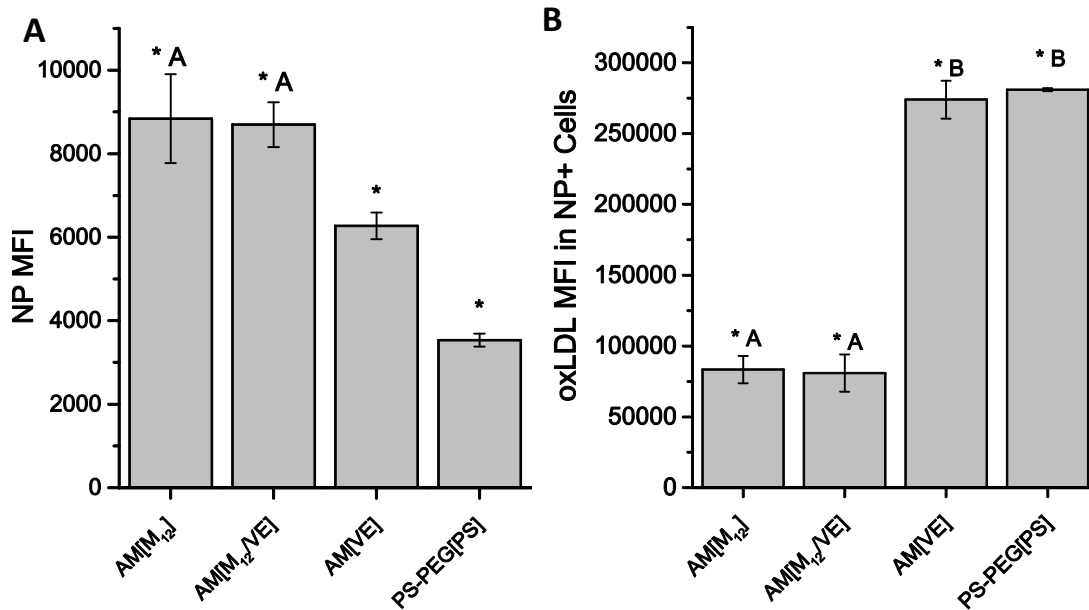 A
NP MFI
10000
8000
6000
4000
2000
0
* A
* A
*
*
AM[M₁₂]
AM[M₁₂/VE]
AM[VE]
PS-PEG[PS]
B
oxLDL MFI in NP+ Cells
300000
250000
200000
150000
100000
50000
0
* A
* A
* B
* B
AM[M₁₂]
AM[M₁₂/VE]
AM[VE]
PS-PEG[PS]